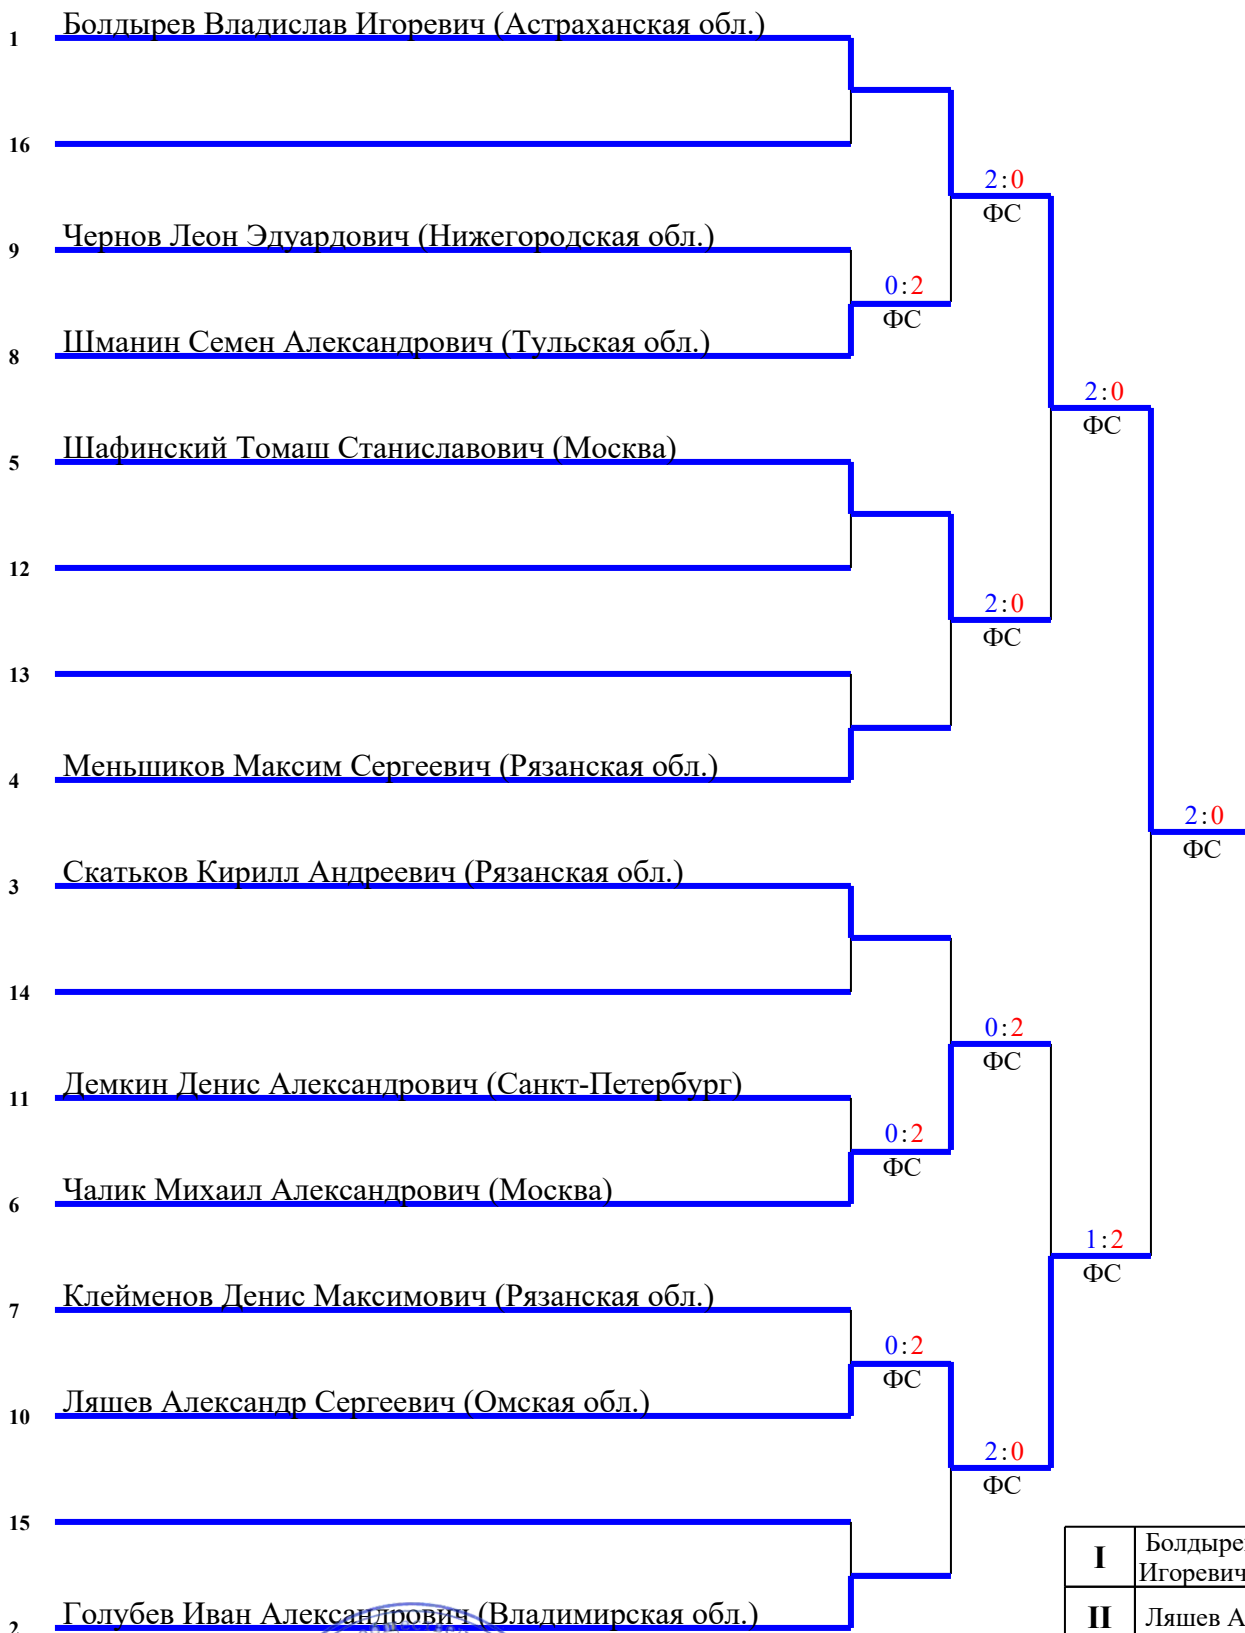 1 Болдырев Владислав Игоревич (Астраханская обл.)
16
2:0
ФС
9 Чернов Леон Эдуардович (Нижегородская обл.)
0:2
ФС
8 Шманин Семен Александрович (Тульская обл.)
2:0
ФС
5 Шафинский Томаш Станиславович (Москва)
12
2:0
ФС
13
4 Меньшиков Максим Сергеевич (Рязанская обл.)
2:0
ФС
3 Скатьков Кирилл Андреевич (Рязанская обл.)
14
0:2
ФС
11 Демкин Денис Александрович (Санкт-Петербург)
0:2
ФС
6 Чалик Михаил Александрович (Москва)
1:2
ФС
7 Клейменов Денис Максимович (Рязанская обл.)
0:2
ФС
10 Ляшев Александр Сергеевич (Омская обл.)
2:0
ФС
15
2 Голубев Иван Александрович (Владимирская обл.)
I Болдырев
Игоревич
II Ляшев А